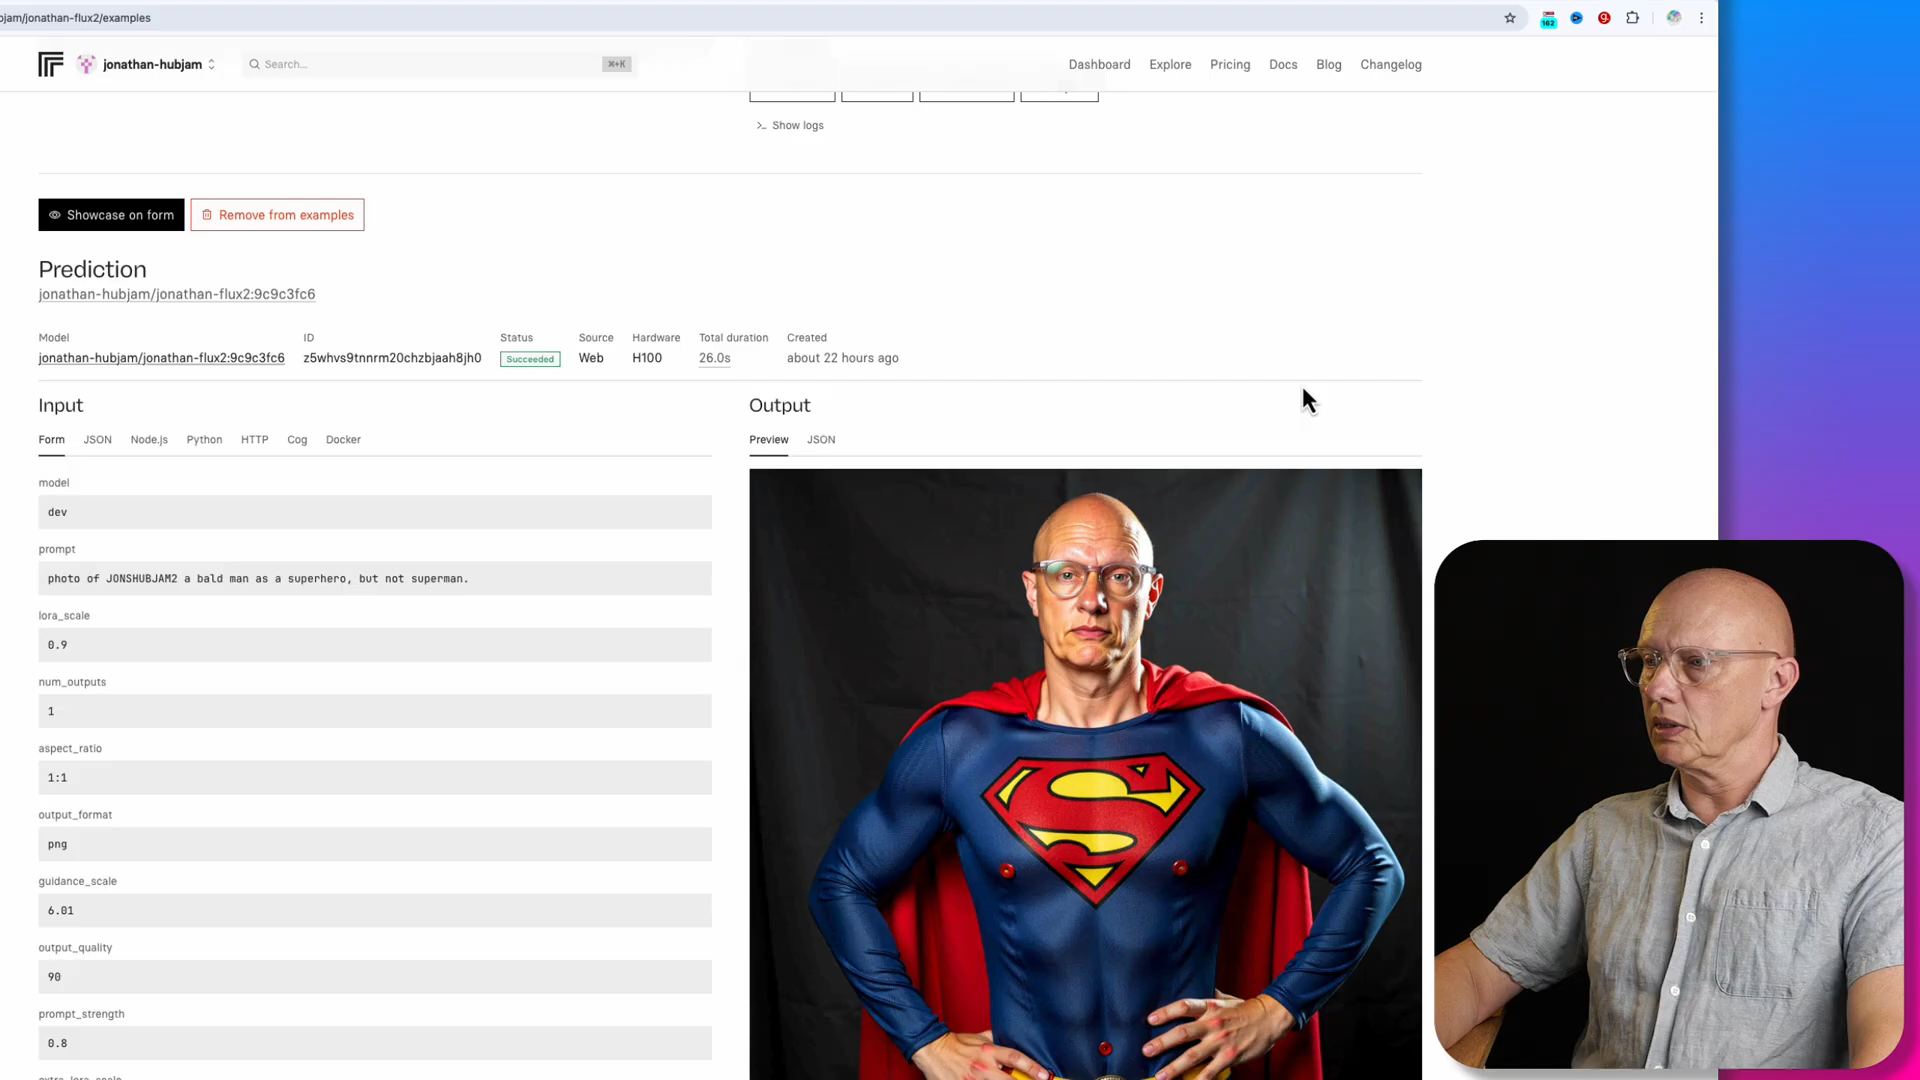 jam/jonathan-flux2/examples
162
jonathan-hubjam
Search...
⌘+K
Dashboard
Explore
Pricing
Docs
Blog
Changelog
Show logs
Showcase on form
Remove from examples
Prediction
jonathan-hubjam/jonathan-flux2:9c9c3fc6
Model
ID
Status
Source
Hardware
Total duration
Created
jonathan-hubjam/jonathan-flux2:9c9c3fc6
z5whvs9tnnrm20chzbjaah8jh0
Succeeded
Web
H100
26.0s
about 22 hours ago
Input
Output
Form
JSON
Node.js
Python
HTTP
Cog
Docker
Preview
JSON
model
dev
prompt
photo of JONSHUBJAM2 a bald man as a superhero, but not superman.
lora_scale
0.9
num_outputs
1
aspect_ratio
1:1
output_format
png
guidance_scale
6.01
output_quality
90
prompt_strength
0.8
S